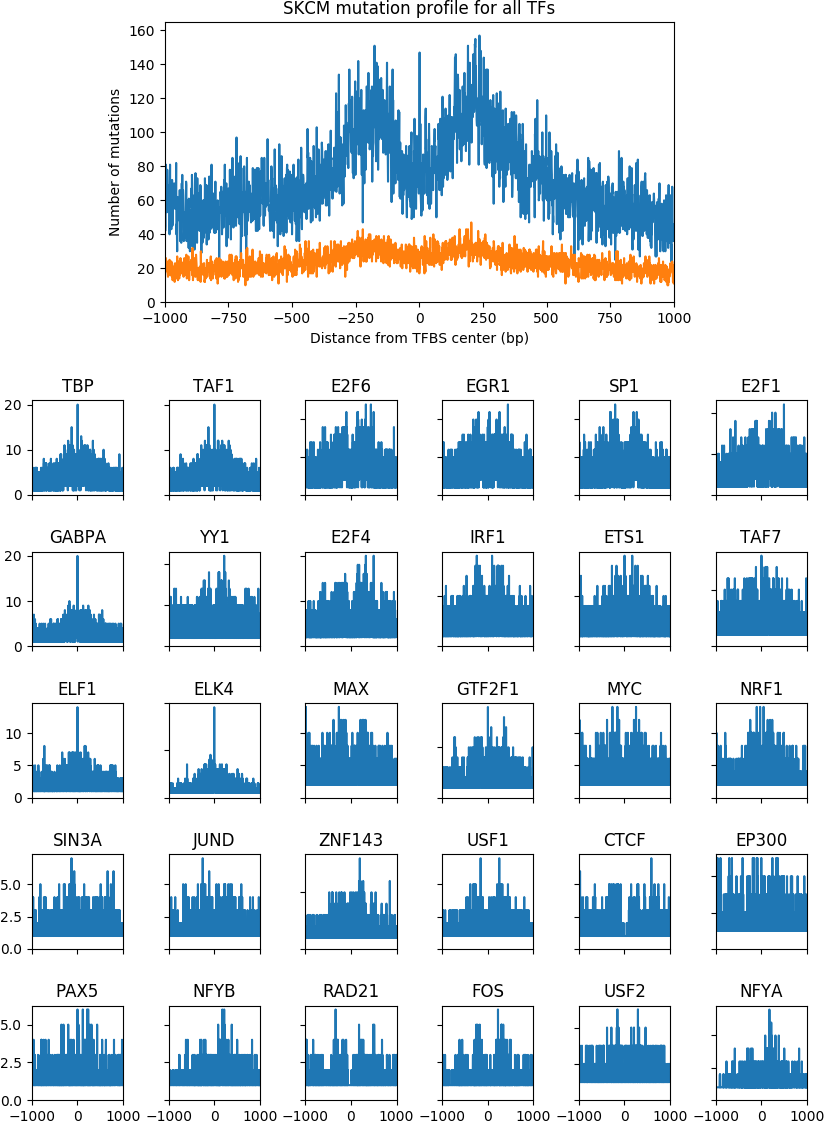 SKCM mutation profile for all TFs
Number of mutations
160
140
120
100
80
60
40
20
0
−1000 −750 −500 −250 0 250 500 750 1000
Distance from TFBS center (bp)
TBP TAF1 E2F6 EGR1 SP1 E2F1
20
10
0
GABPA YY1 E2F4 IRF1 ETS1 TAF7
20
10
0
ELF1 ELK4 MAX GTF2F1 MYC NRF1
10
5
0
SIN3A JUND ZNF143 USF1 CTCF EP300
5.0
2.5
0.0
PAX5 NFYB RAD21 FOS USF2 NFYA
5.0
2.5
0.0
−1000 0 1000 −1000 0 1000 −1000 0 1000 −1000 0 1000 −1000 0 1000 −1000 0 1000